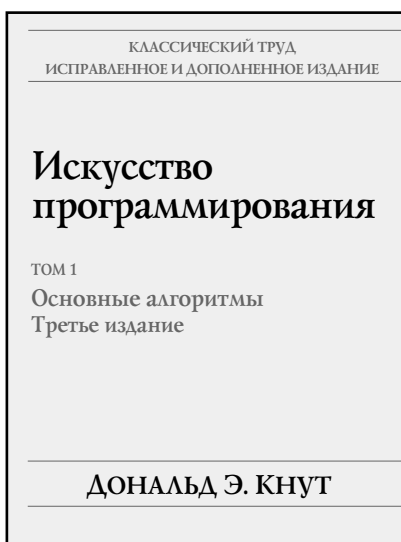 КЛАССИЧЕСКИЙ ТРУД
ИСПРАВЛЕННОЕ И ДОПОЛНЕННОЕ ИЗДАНИЕ
Искусство
программирования
ТОМ 1
Основные алгоритмы
Третье издание
ДОНАЛЬД Э. КНУТ